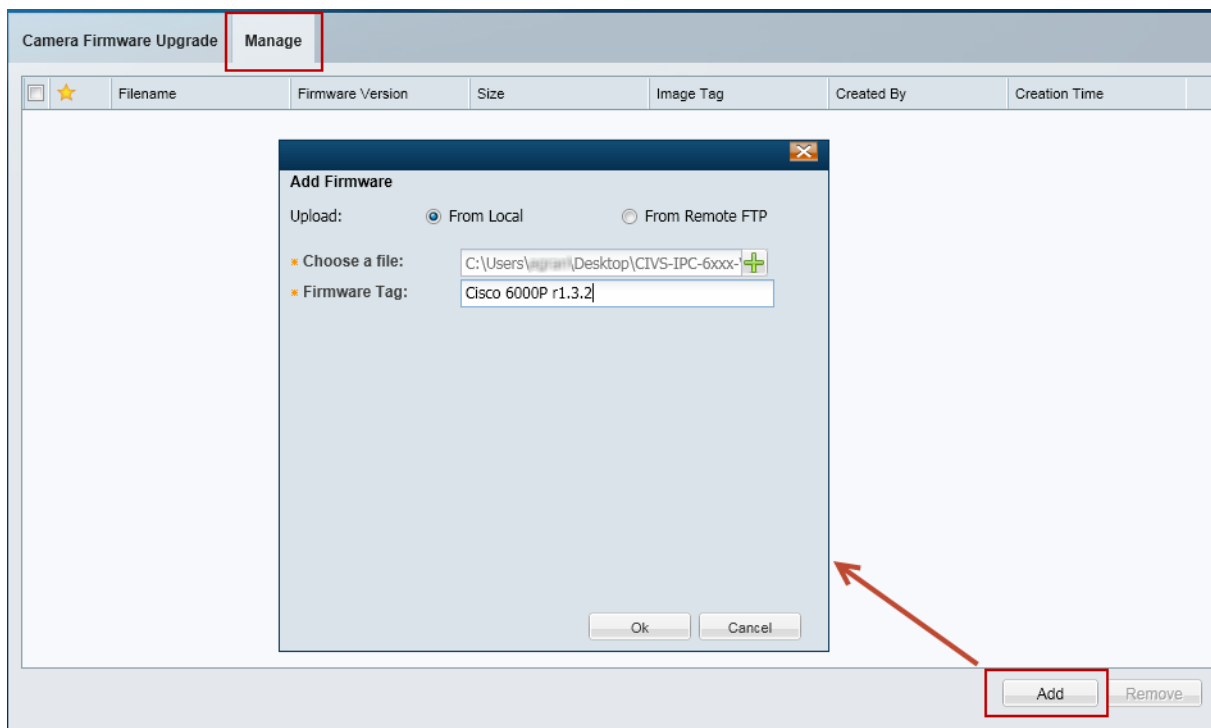 Camera Firmware Upgrade Manage
Filename Firmware Version Size Image Tag Created By Creation Time
Add Firmware
Upload: From Local From Remote FTP
* Choose a file: C:\Users\ \Desktop\CIVS-IPC-6xxx-
* Firmware Tag: Cisco 6000P r1.3.2
Ok Cancel
Add Remove